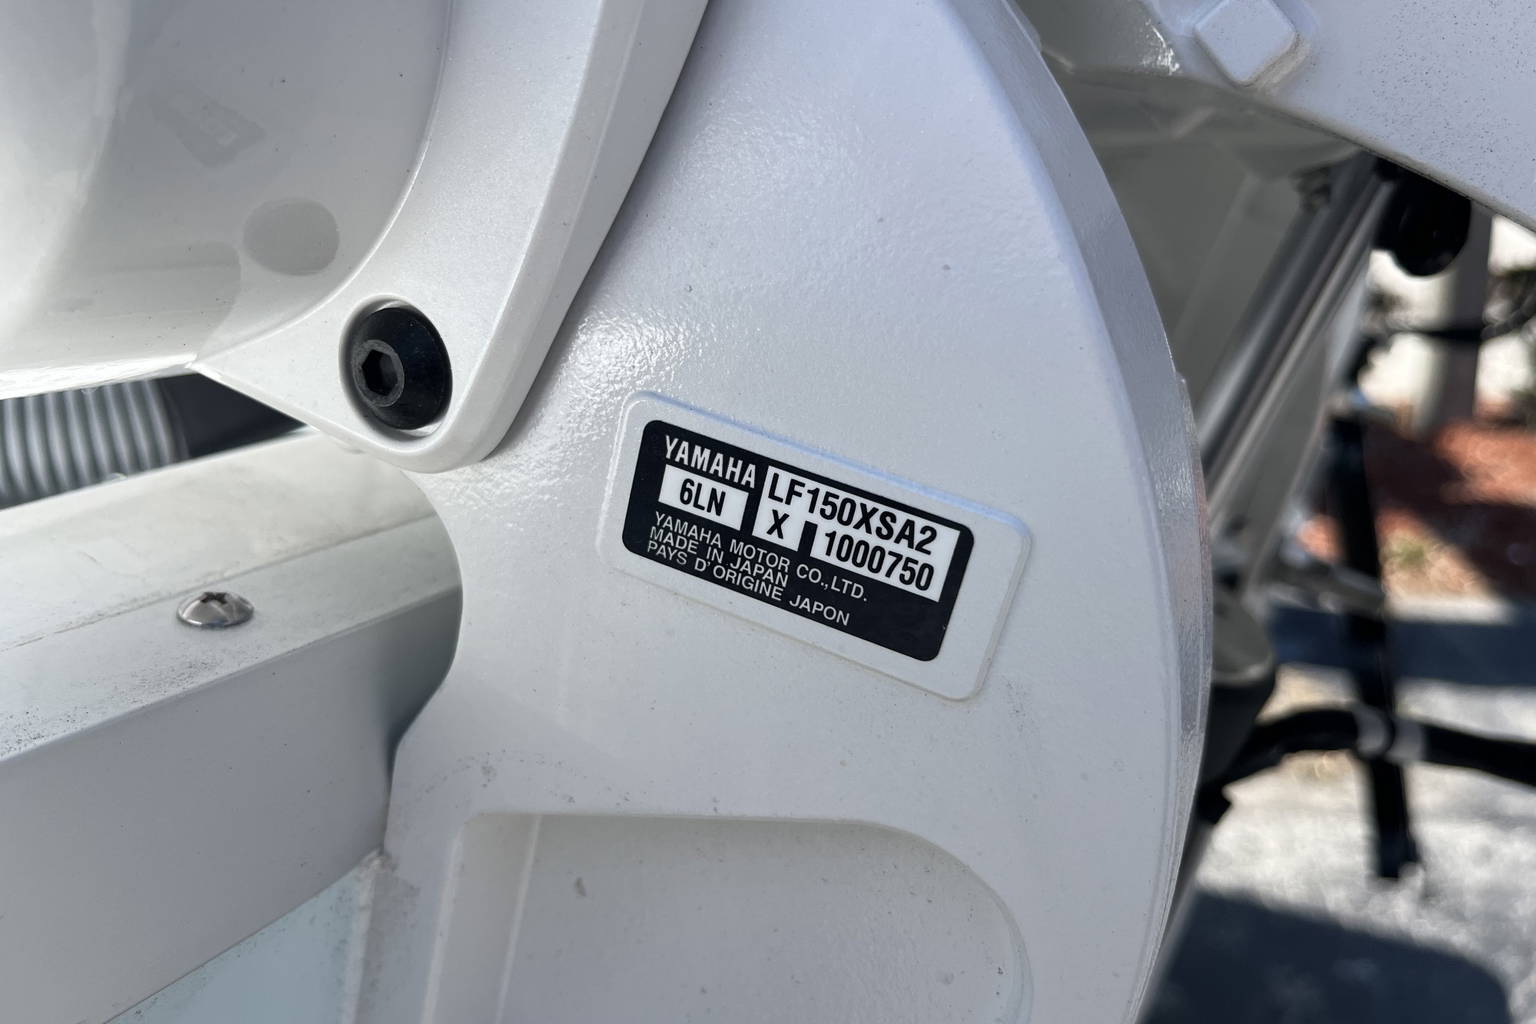 YAMAHA LF150XSA2
6LN X 1000750
YAMAHA MOTOR CO.,LTD.
MADE IN JAPAN
PAYS D'ORIGINE JAPON